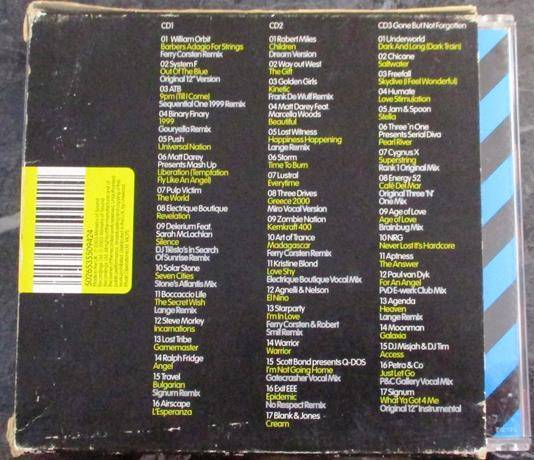 CD1
01 William Orbit
Barbers Adagio For Strings
Ferry Corsten Remix
02 System F
Out Of The Blue
Original 12" Version
03 ATB
9pm (Till I Come)
Sequential One 1999 Remix
04 Binary Finary
1999
Gouryella Remix
05 Push
Universal Nation
06 Matt Darey
Presents Mash Up
Liberation (Temptation
Fly Like An Angel)
07 Pulp Victim
The World
08 Electrique Boutique
Revelation
09 Delerium Feat.
Sarah McLachlan
Silence
DJ Tiësto's In Search
Of Sunrise Remix
10 Solar Stone
Seven Cities
Stone's Atlantis Mix
11 Boccaccio Life
The Secret Wish
Lange Remix
12 Steve Morley
Incarnations
13 Lost Tribe
Gamemaster
14 Ralph Fridge
Angel
15 Travel
Bulgarian
Signum Remix
16 Airscape
L'Esperanza
CD2
01 Robert Miles
Children
Dream Version
02 Way out West
The Gift
03 Golden Girls
Kinetic
Frank De Wulf Remix
04 Matt Darey Feat.
Marcella Woods
Beautiful
05 Lost Witness
Happiness Happening
Lange Remix
06 Storm
Time To Burn
07 Lustral
Everytime
08 Three Drives
Greece 2000
Miro Vocal Version
09 Zombie Nation
Kernkraft 400
10 Art of Trance
Madagascar
Ferry Corsten Remix
11 Kristine Blond
Love Shy
Electrique Boutique Vocal Mix
12 Agnelli & Nelson
El Nino
13 Starparty
I'm In Love
Ferry Corsten & Robert
Smit Remix
14 Warrior
Warrior
15 Scott Bond presents Q-DOS
I'm Not Going Home
Gatecrusher Vocal Mix
16 Exit EEE
Epidemic
No Respect Remix
17 Blank & Jones
Cream
CD3 Gone But Not Forgotten
01 Underworld
Dark And Long (Dark Train)
02 Chicane
Saltwater
03 Freefall
Skydive (I Feel Wonderful)
04 Humate
Love Stimulation
05 Jam & Spoon
Stella
06 Three 'n One
Presents Serial Diva
Pearl River
07 Cygnus X
Superstring
Rank 1 Original Mix
08 Energy 52
Café Del Mar
Original Three 'N'
One Mix
09 Age of Love
Age of Love
Brainbug Mix
10 NRG
Never Lost It's Hardcore
11 Aptness
The Answer
12 Paul van Dyk
For An Angel
PvD E-werk Club Mix
13 Agenda
Heaven
Lange Remix
14 Moonman
Galaxia
15 DJ Misjah & DJ Tim
Access
16 Petra & Co
Just Let Go
P&C Gallery Vocal Mix
17 Signum
What Ya Got 4 Me
Original 12" Instrumental
5026535509424